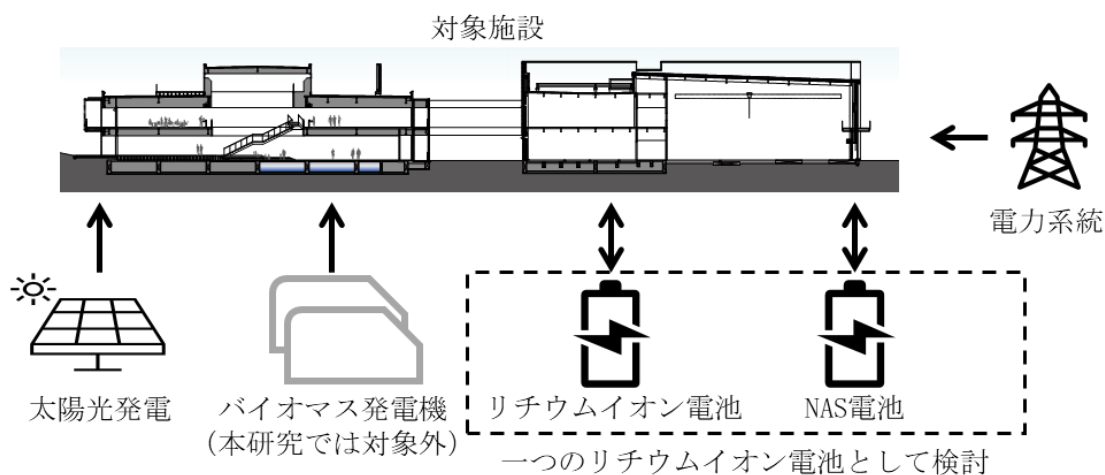 対象施設
電力系統
太陽光発電
バイオマス発電機
(本研究では対象外)
リチウムイオン電池
NAS電池
一つのリチウムイオン電池として検討